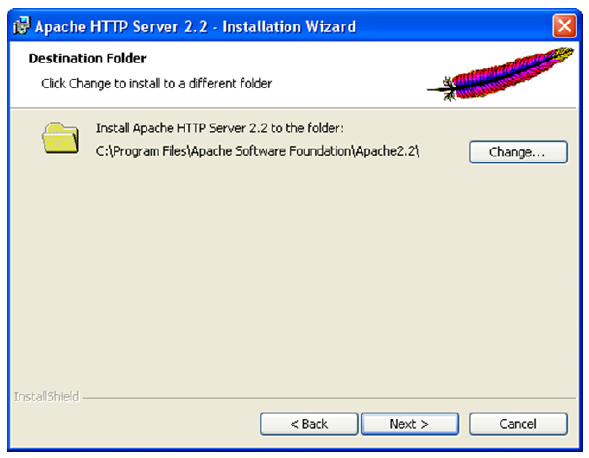 Apache HTTP Server 2.2 - Installation Wizard
Destination Folder
Click Change to install to a different folder
Install Apache HTTP Server 2.2 to the folder:
C:\Program Files\Apache Software Foundation\Apache2.2\
Change...
InstallShield
< Back
Next >
Cancel